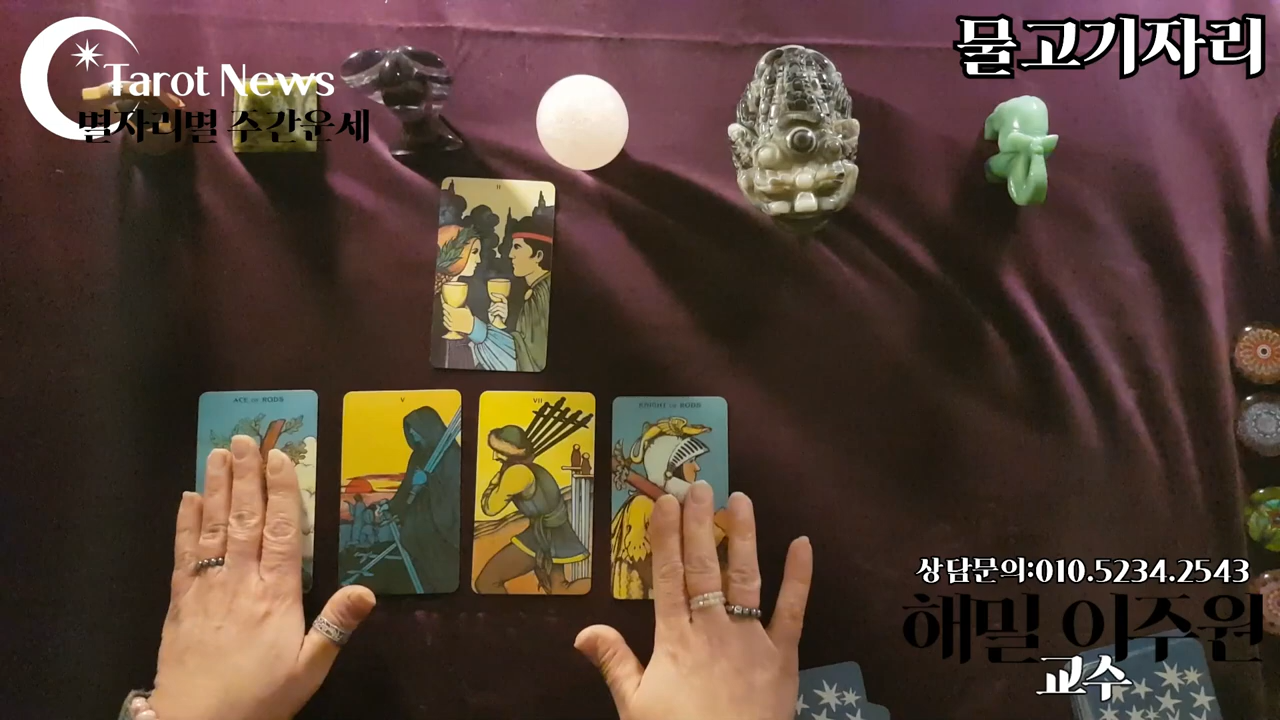 Tarot News
별자리별 주간운세
물고기자리
II
ACE OF RODS
V
VII
KNIGHT OF RODS
상담문의:010.5234.2543
해밀 이주원
교수